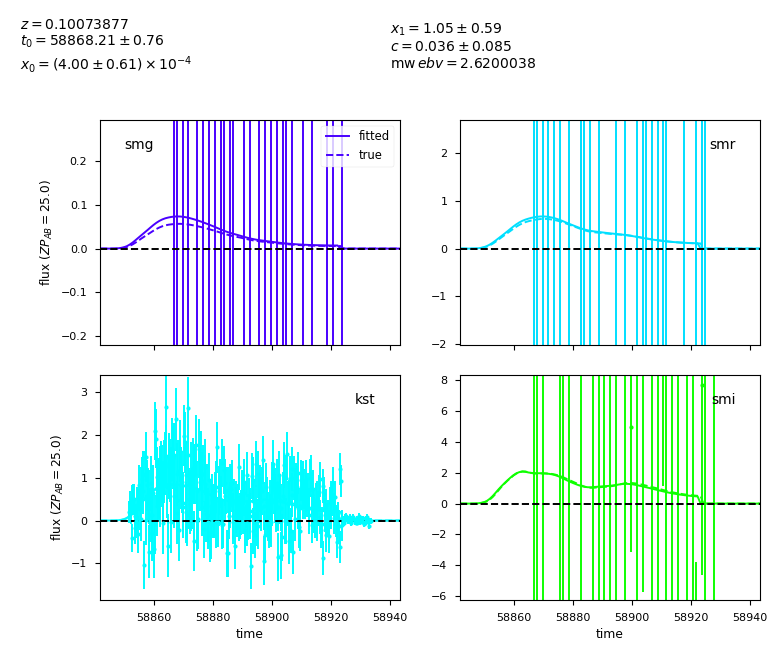 z = 0.10073877
t₀ = 58868.21 ± 0.76
x₀ = (4.00 ± 0.61) × 10⁻⁴
x₁ = 1.05 ± 0.59
c = 0.036 ± 0.085
mw ebv = 2.6200038
smg
fitted
true
0.2
0.1
0.0
−0.1
−0.2
flux (ZP_AB = 25.0)
smr
2
1
0
−1
−2
kst
3
2
1
0
−1
flux (ZP_AB = 25.0)
58860 58880 58900 58920 58940
time
smi
8
6
4
2
0
−2
−4
−6
58860 58880 58900 58920 58940
time